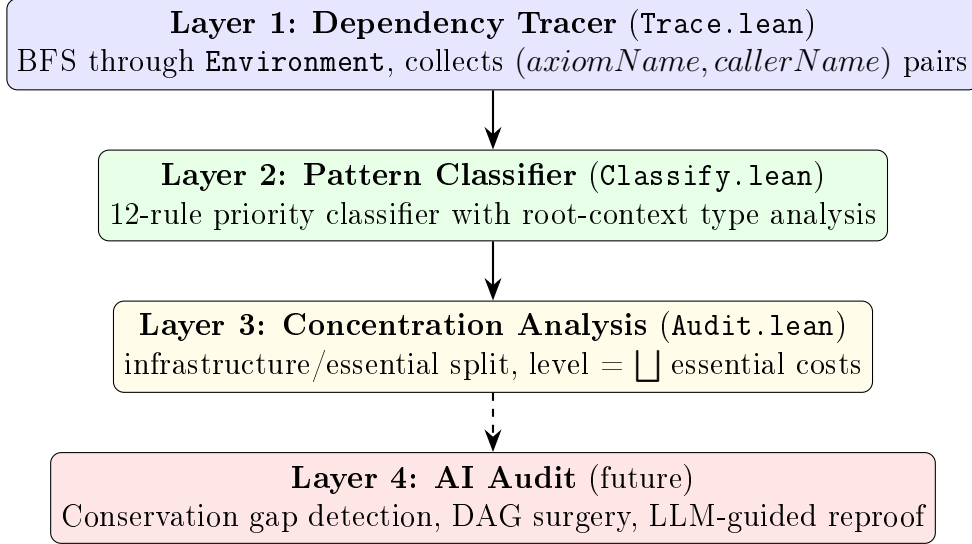 Layer 1: Dependency Tracer (Trace.lean)
BFS through Environment, collects (axiomName, callerName) pairs
Layer 2: Pattern Classifier (Classify.lean)
12-rule priority classifier with root-context type analysis
Layer 3: Concentration Analysis (Audit.lean)
infrastructure/essential split, level = ⨆ essential costs
Layer 4: AI Audit (future)
Conservation gap detection, DAG surgery, LLM-guided reproof